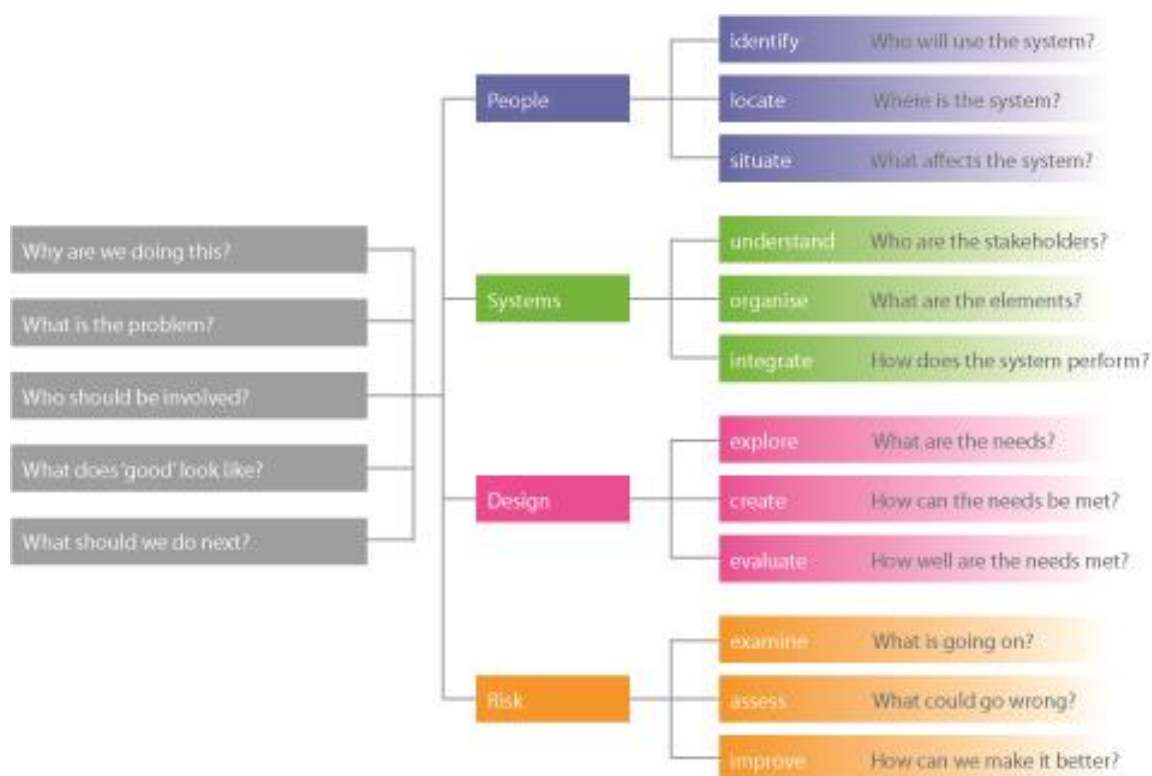 Why are we doing this?
What is the problem?
Who should be involved?
What does 'good' look like?
What should we do next?
People
identify Who will use the system?
locate Where is the system?
situate What affects the system?
Systems
understand Who are the stakeholders?
organise What are the elements?
integrate How does the system perform?
Design
explore What are the needs?
create How can the needs be met?
evaluate How well are the needs met?
Risk
examine What is going on?
assess What could go wrong?
improve How can we make it better?